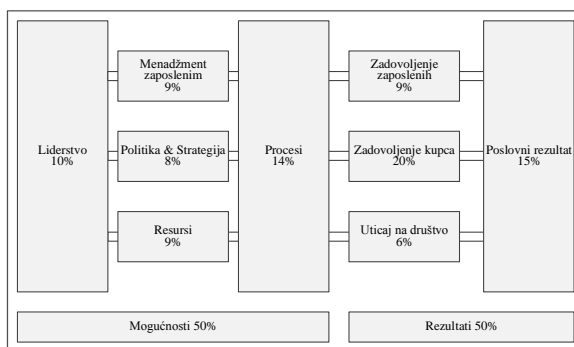 Liderstvo
10%
Menadžment
zaposlenim
9%
Politika & Strategija
8%
Resursi
9%
Procesi
14%
Zadovoljenje
zaposlenih
9%
Zadovoljenje kupca
20%
Uticaj na društvo
6%
Poslovni rezultat
15%
Mogućnosti 50%
Rezultati 50%